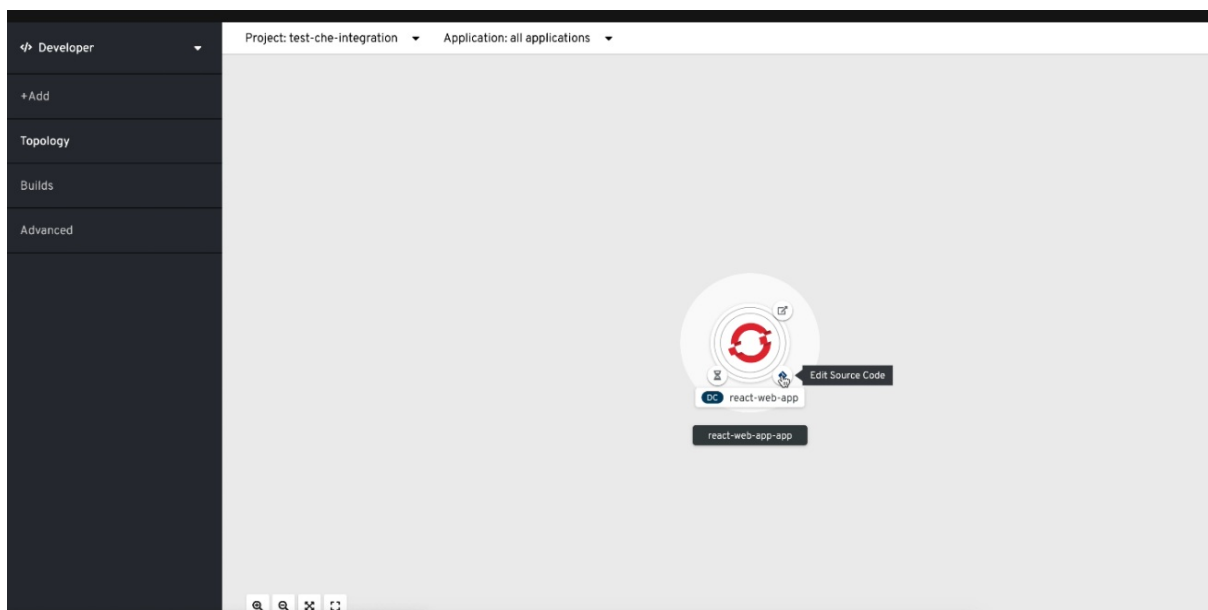 </> Developer
Project: test-che-integration
Application: all applications
+Add
Topology
Builds
Advanced
Edit Source Code
DC react-web-app
react-web-app-app